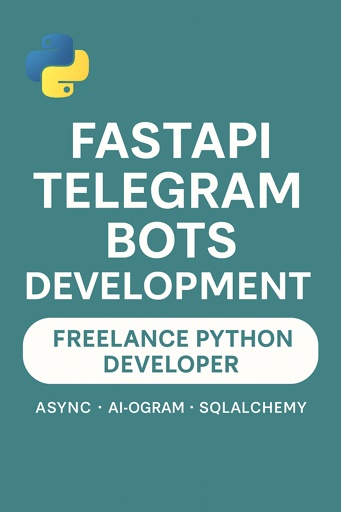 FASTAPI
TELEGRAM
BOTS
DEVELOPMENT
FREELANCE PYTHON
DEVELOPER
ASYNC · AI-OGRAM · SQLALCHEMY